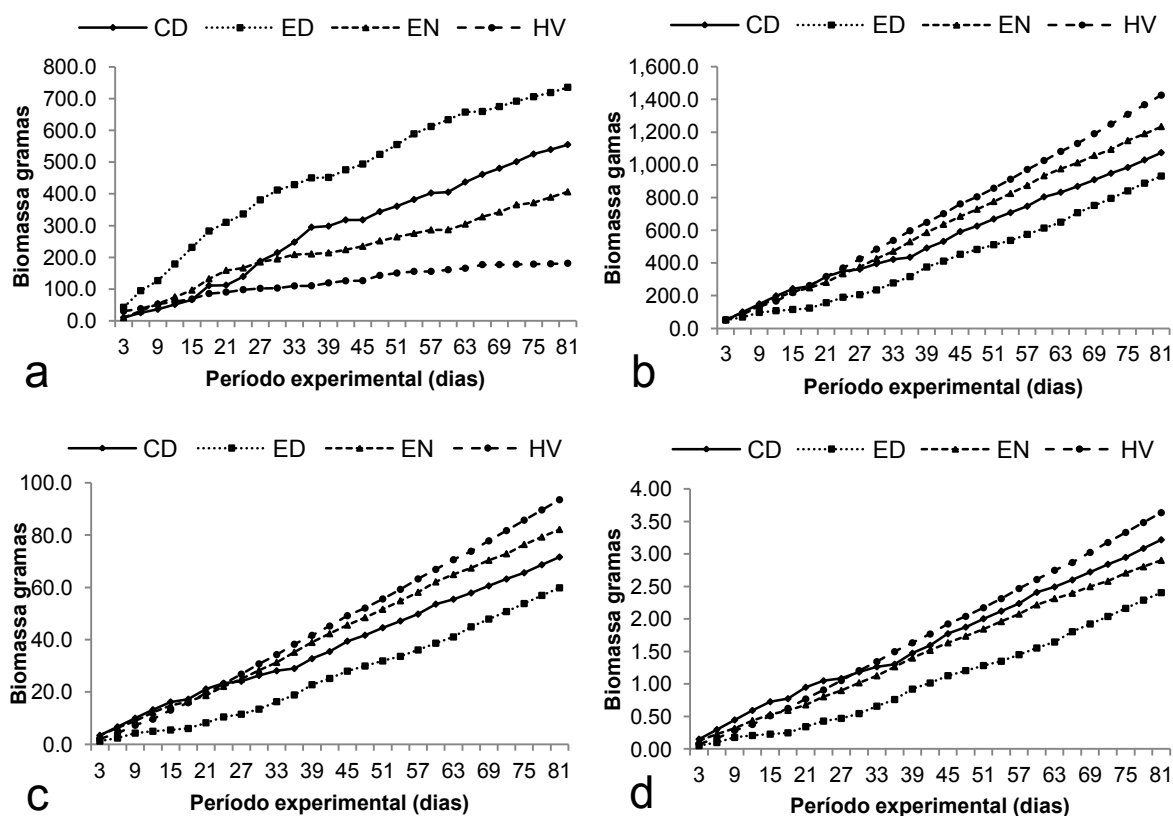 CD ED EN HV
800.0
700.0
600.0
500.0
400.0
300.0
200.0
100.0
0.0
Biomassa gramas
3 9 15 21 27 33 39 45 51 57 63 69 75 81
Período experimental (dias)
a
CD ED EN HV
1,600.0
1,400.0
1,200.0
1,000.0
800.0
600.0
400.0
200.0
0.0
Biomassa gamas
3 9 15 21 27 33 39 45 51 57 63 69 75 81
Período experimental (dias)
b
CD ED EN HV
100.0
80.0
60.0
40.0
20.0
0.0
Biomassa gramas
3 9 15 21 27 33 39 45 51 57 63 69 75 81
Período experimental (dias)
c
CD ED EN HV
4.00
3.50
3.00
2.50
2.00
1.50
1.00
0.50
0.00
Biomassa gramas
3 9 15 21 27 33 39 45 51 57 63 69 75 81
Período experimental (dias)
d